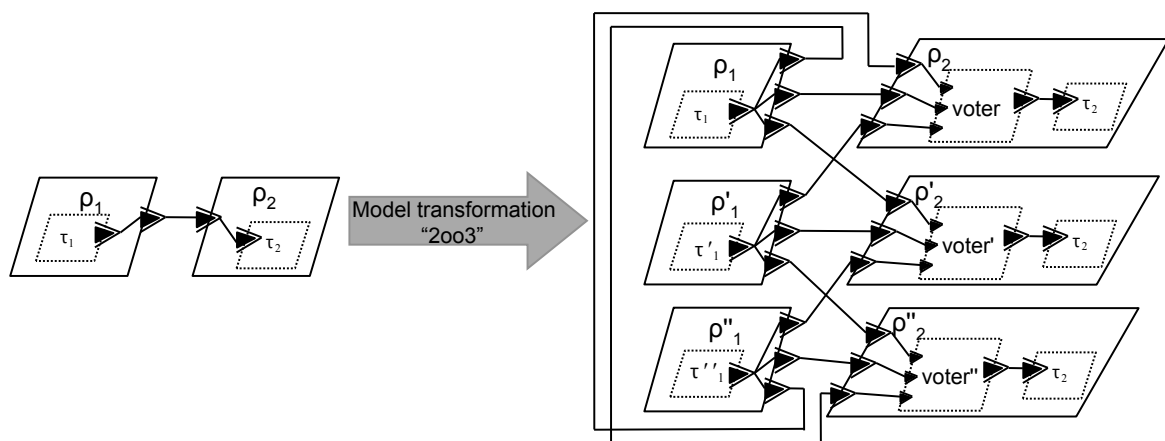 ρ1
τ1
ρ2
τ2
Model transformation
“2oo3”
ρ1
τ1
ρ2
voter
τ2
ρ'1
τ'1
ρ'2
voter'
τ2
ρ''1
τ''1
ρ''2
voter''
τ2